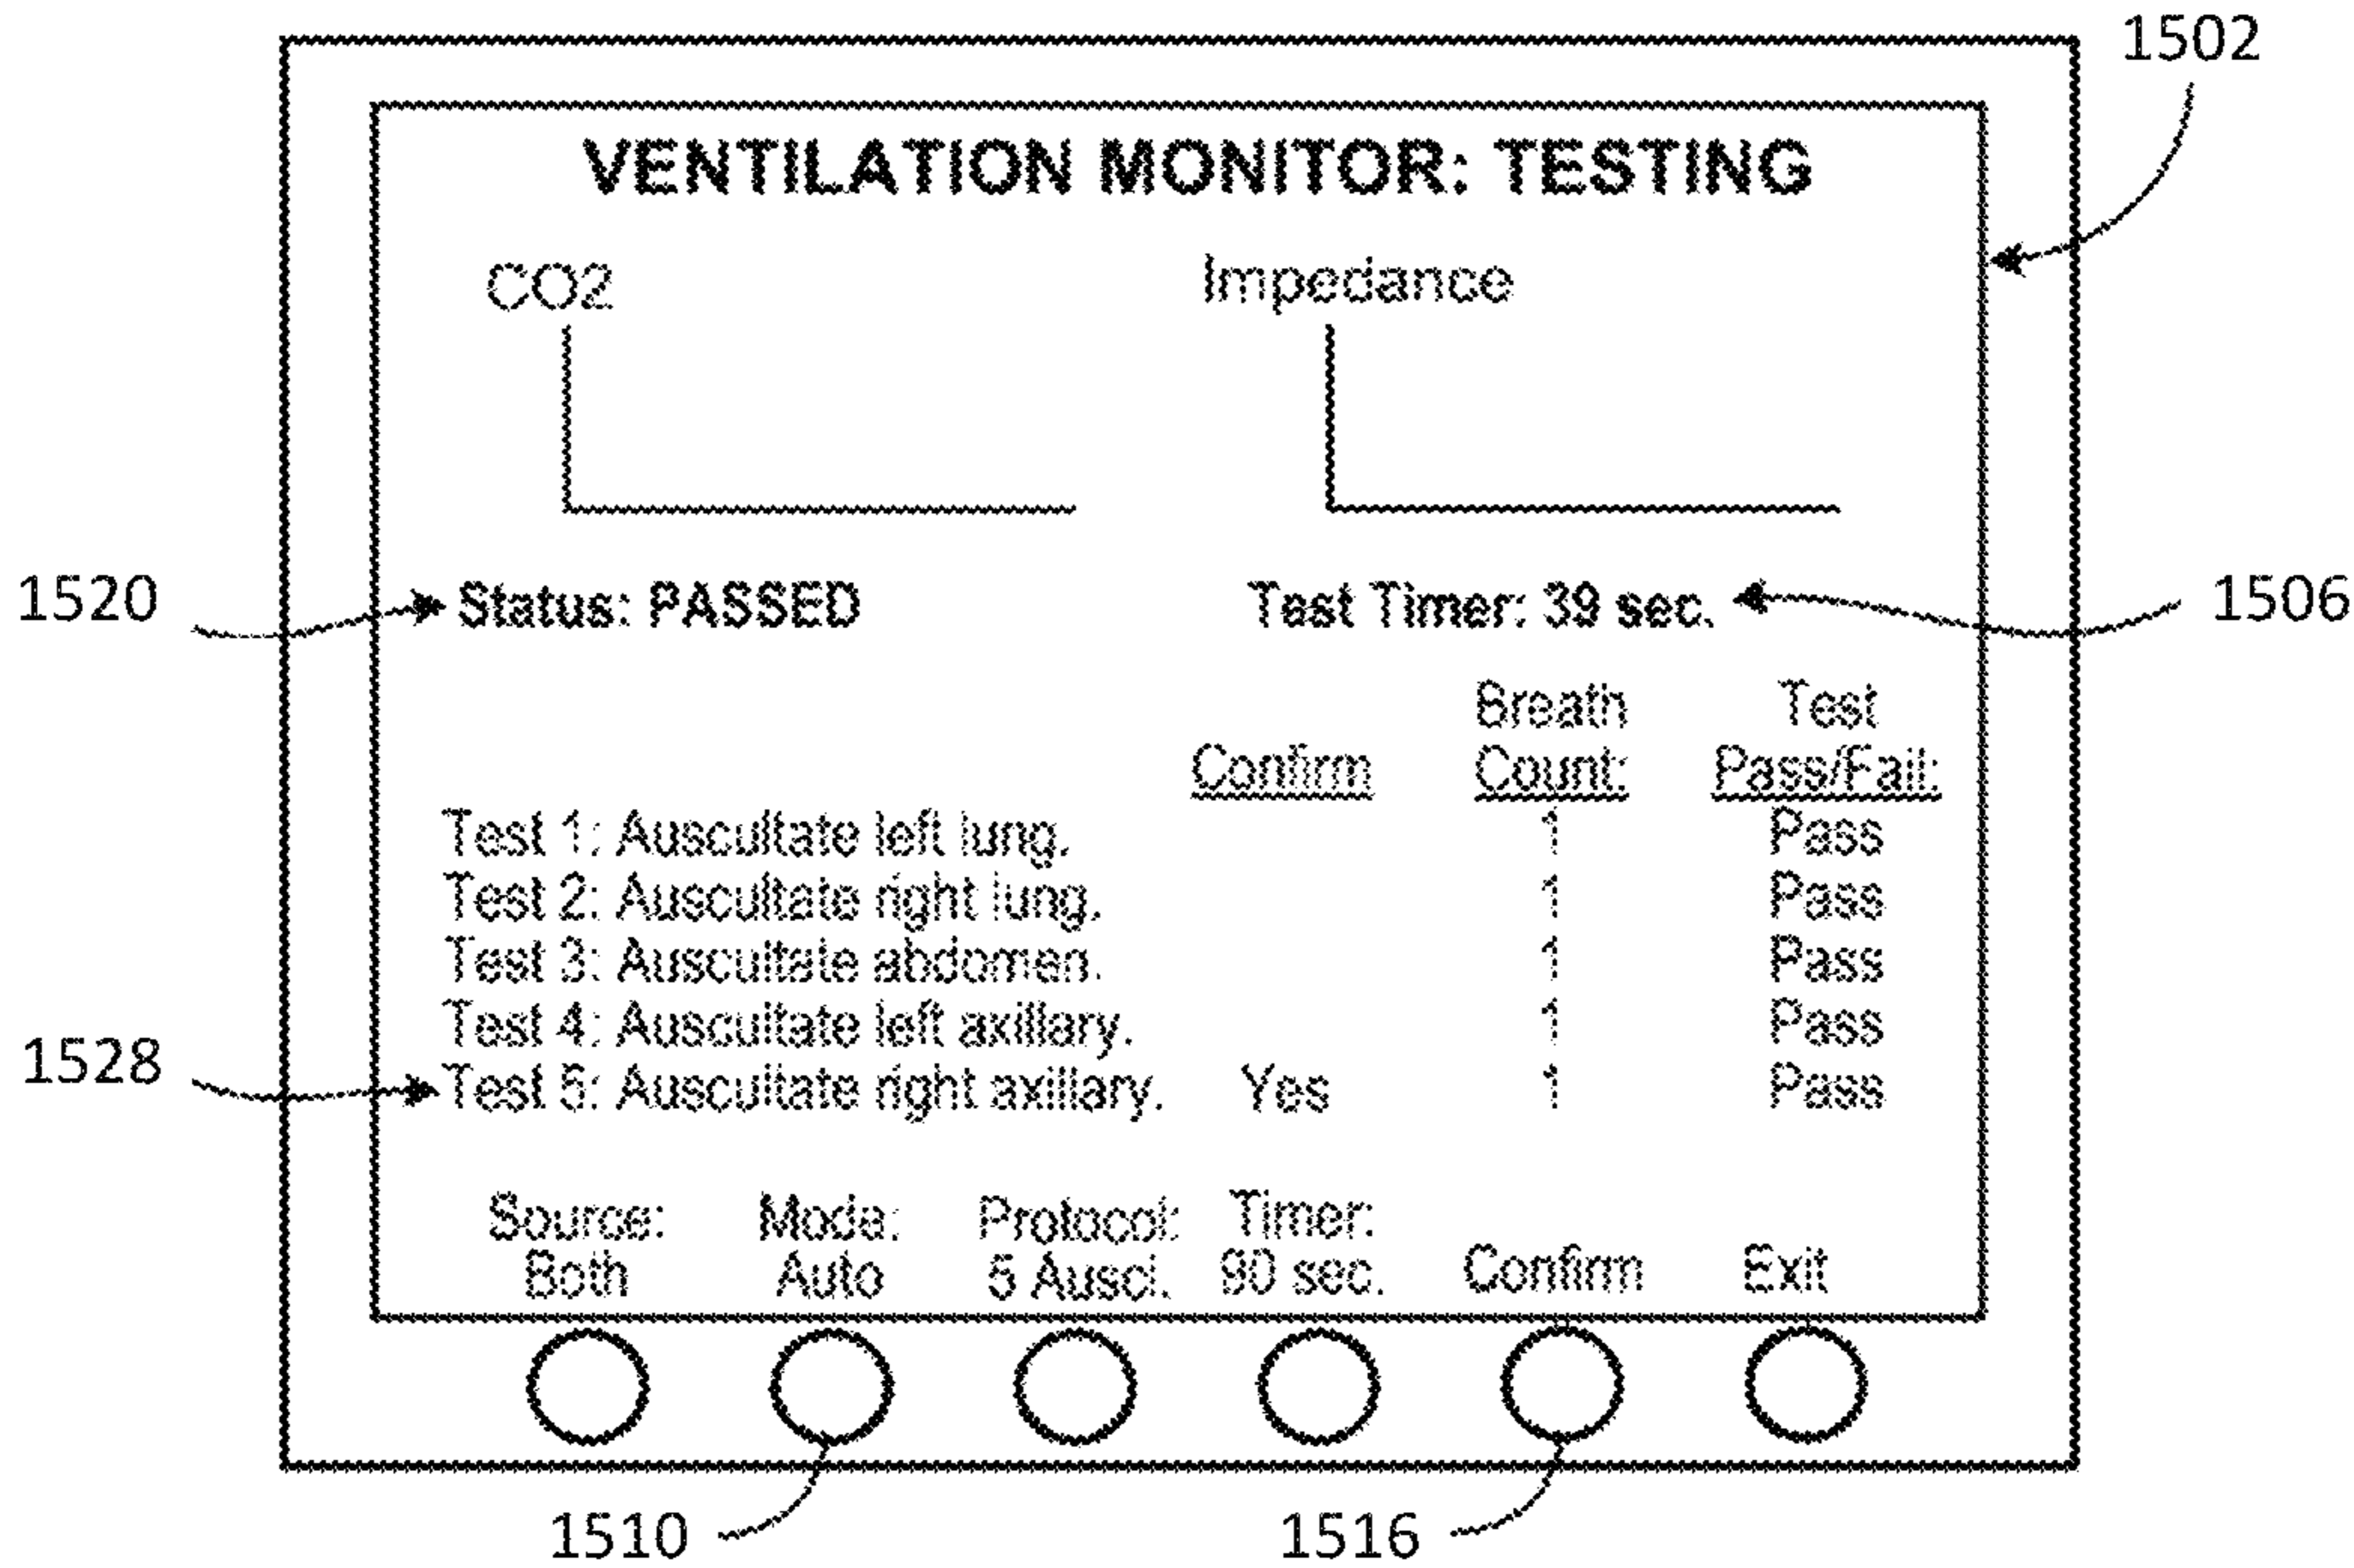 1502
VENTILATION MONITOR: TESTING
CO2 Impedance
1520 Status: PASSED Test Timer: 39 sec. 1506
Breath Test
Confirm Count: Pass/Fail:
Test 1: Auscultate left lung. 1 Pass
Test 2: Auscultate right lung. 1 Pass
Test 3: Auscultate abdomen. 1 Pass
Test 4: Auscultate left axillary. 1 Pass
1528 Test 5: Auscultate right axillary. Yes 1 Pass
Source: Mode: Protocol: Timer:
Both Auto 5 Auscl. 90 sec. Confirm Exit
1510 1516